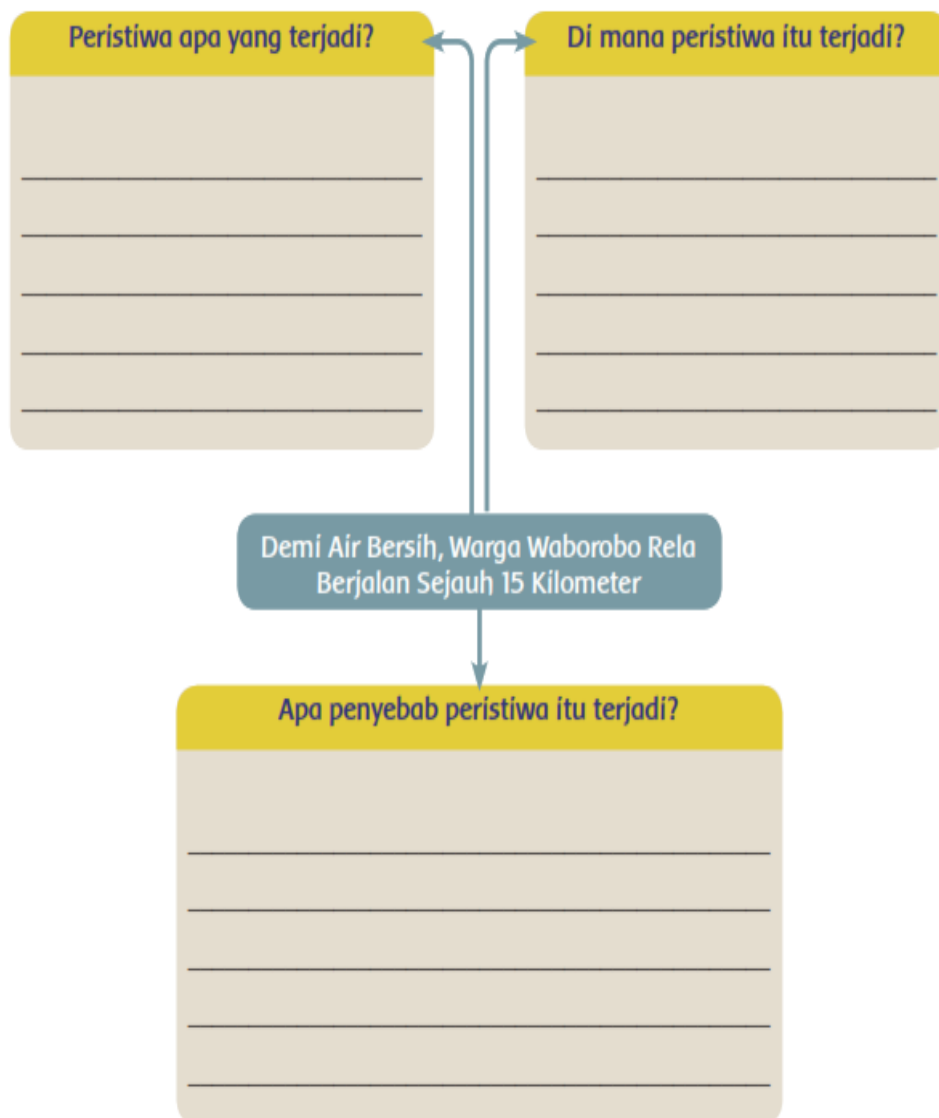 Peristiwa apa yang terjadi?
Di mana peristiwa itu terjadi?
Demi Air Bersih, Warga Waborobo Rela
Berjalan Sejauh 15 Kilometer
Apa penyebab peristiwa itu terjadi?